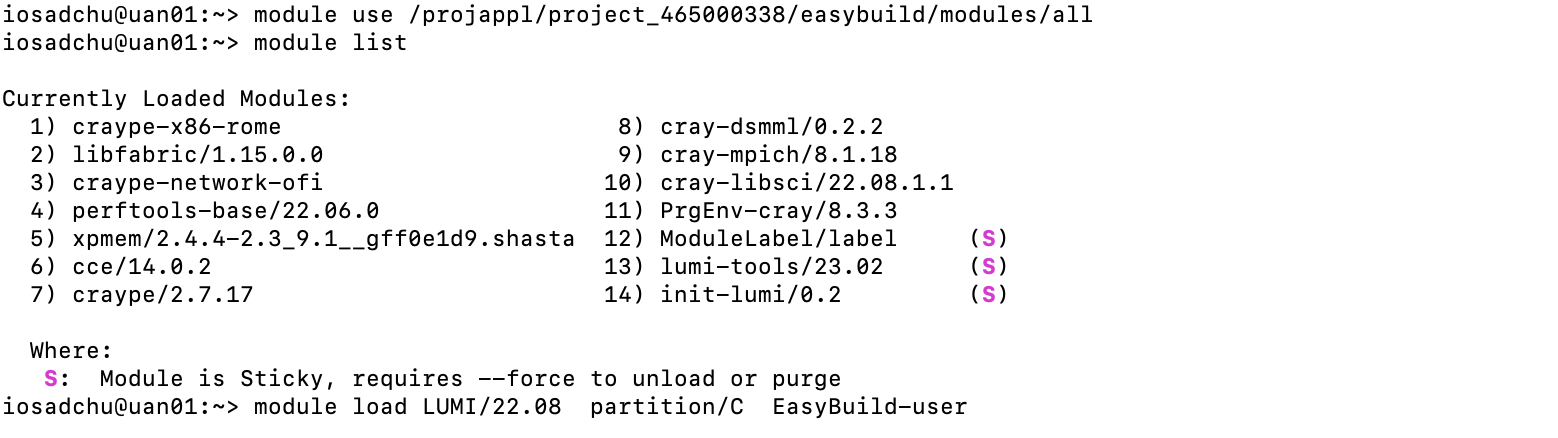 iosadchu@uan01:~> module use /projappl/project_465000338/easybuild/modules/all
iosadchu@uan01:~> module list
Currently Loaded Modules:
  1) craype-x86-rome                        8) cray-dsmml/0.2.2
  2) libfabric/1.15.0.0                     9) cray-mpich/8.1.18
  3) craype-network-ofi                    10) cray-libsci/22.08.1.1
  4) perftools-base/22.06.0                11) PrgEnv-cray/8.3.3
  5) xpmem/2.4.4-2.3_9.1__gff0e1d9.shasta  12) ModuleLabel/label     (S)
  6) cce/14.0.2                            13) lumi-tools/23.02      (S)
  7) craype/2.7.17                         14) init-lumi/0.2         (S)
  Where:
   S:  Module is Sticky, requires --force to unload or purge
iosadchu@uan01:~> module load LUMI/22.08  partition/C  EasyBuild-user